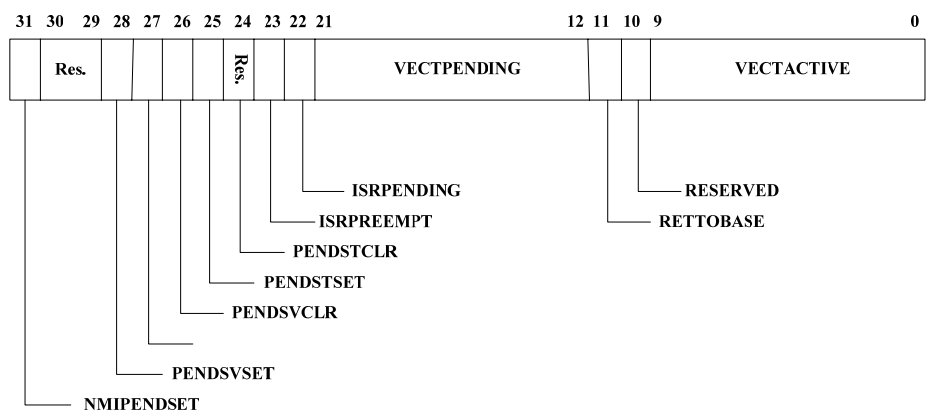 31 30 29 28 27 26 25 24 23 22 21 12 11 10 9 0
Res. Res. VECTPENDING VECTACTIVE
ISRPENDING RESERVED
ISRPREEMPT RETTOBASE
PENDSTCLR
PENDSTSET
PENDSVCLR
PENDSVSET
NMIPENDSET